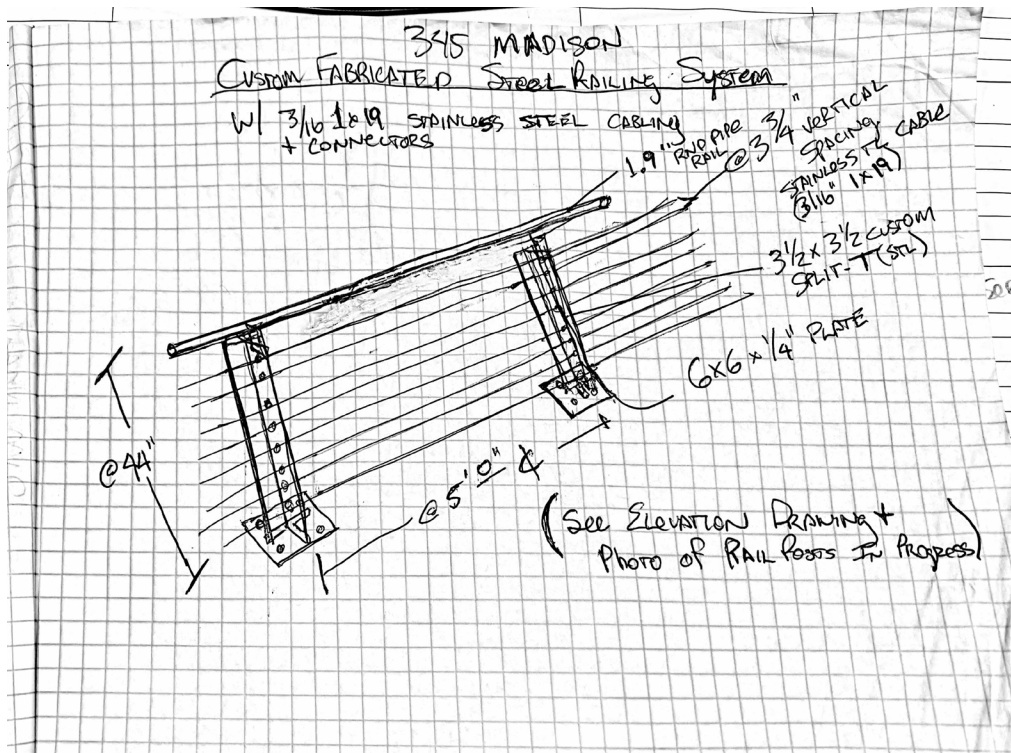 345 MADISON
CUSTOM FABRICATED STEEL RAILING SYSTEM
W/ 3/16 1x19 STAINLESS STEEL CABLING
+ CONNECTORS
1.9" RND PIPE
RAIL
@ 3 3/4" VERTICAL
SPACING
STAINLESS STL CABLE
(3/16" 1x19)
3 1/2 x 3 1/2 CUSTOM
SPLIT-T (STL)
6x6 x 1/4" PLATE
@ 44"
@ 5'0" ℄
(SEE ELEVATION DRAWING +
PHOTO OF RAIL POSTS IN PROGRESS)